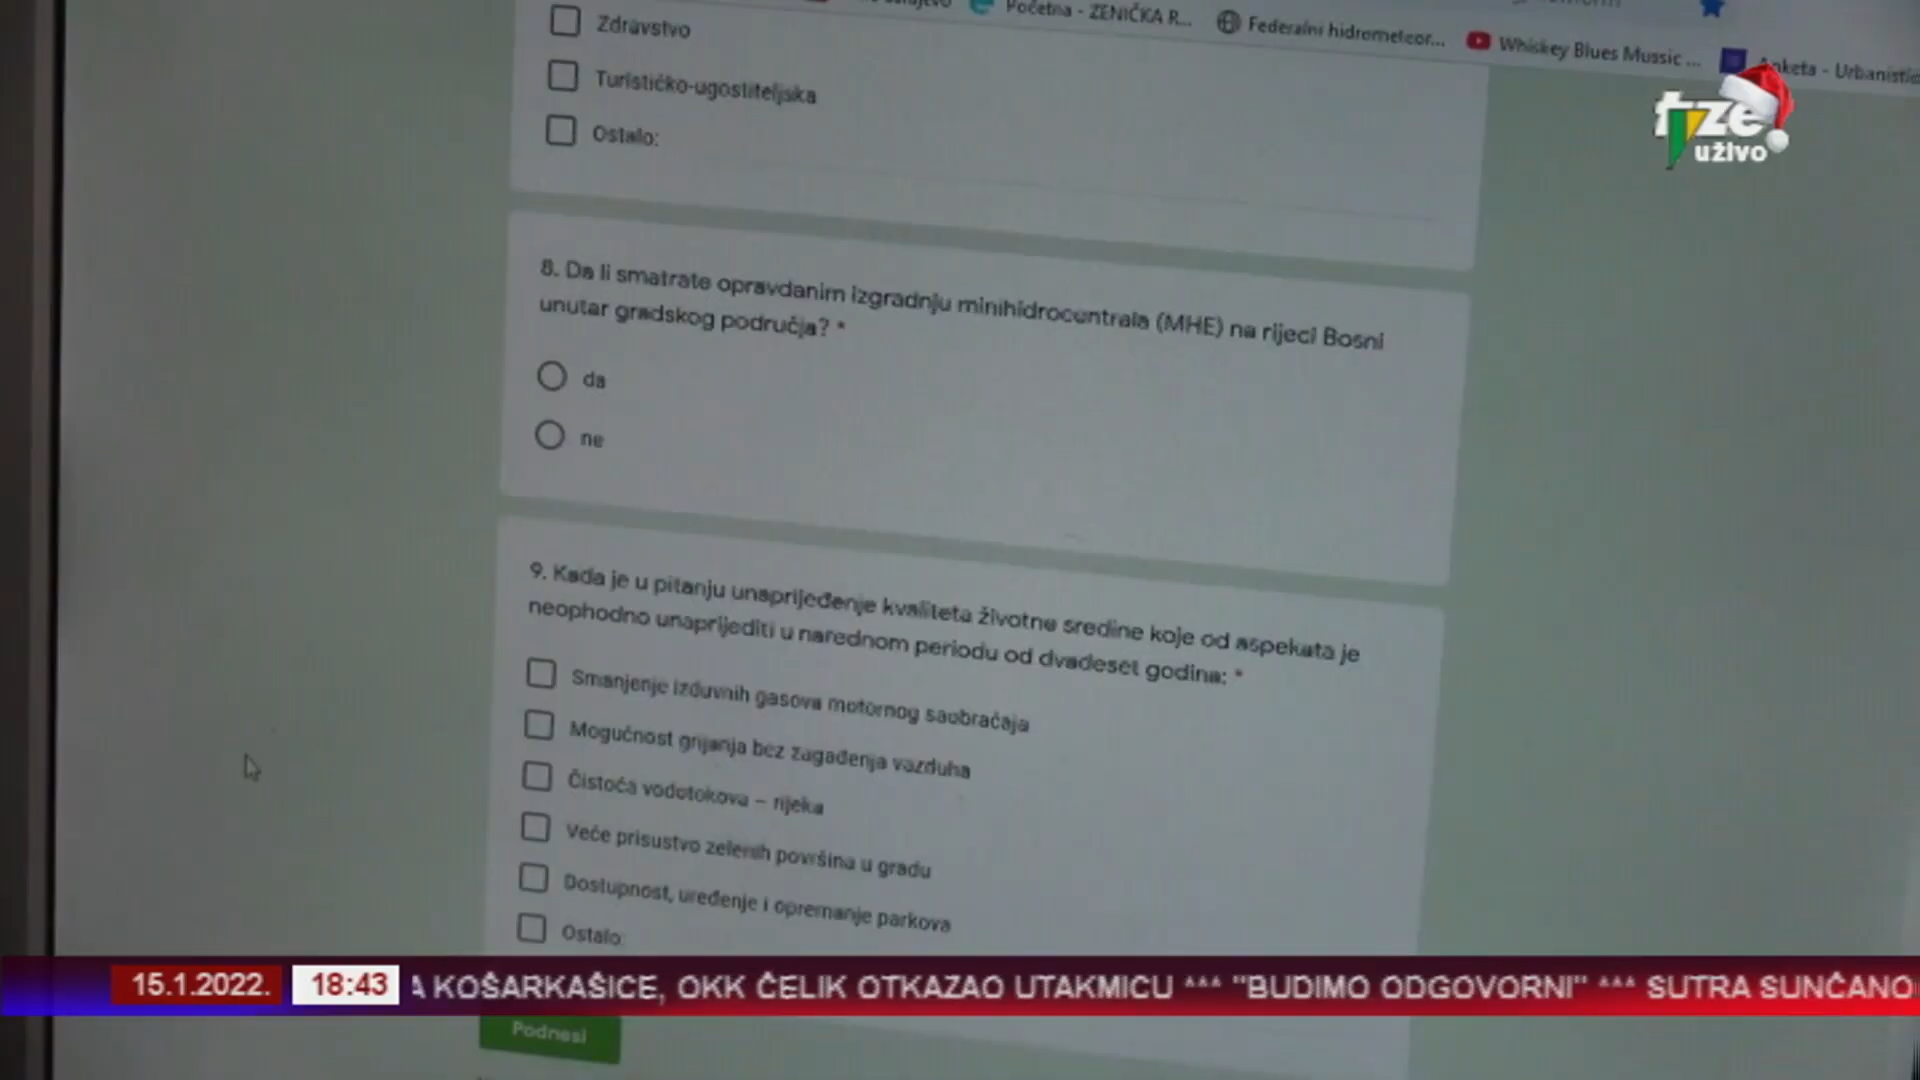 Početna - ZENIČKA R...
Federalni hidrometeor...
Whiskey Blues Mussic ...
Anketa - Urbanistič
Zdravstvo
Turističko-ugostiteljska
Ostalo:
rtvze
uživo
8. Da li smatrate opravdanim izgradnju minihidrocentrala (MHE) na rijeci Bosni
unutar gradskog područja? *
da
ne
9. Kada je u pitanju unaprijeđenje kvaliteta životne sredine koje od aspekata je
neophodno unaprijediti u narednom periodu od dvadeset godina: *
Smanjenje izduvnih gasova motornog saobraćaja
Mogućnost grijanja bez zagađenja vazduha
Čistoća vodotokova – rijeka
Veće prisustvo zelenih površina u gradu
Dostupnost, uređenje i opremanje parkova
Ostalo:
15.1.2022. 18:43 A KOŠARKAŠICE, OKK ČELIK OTKAZAO UTAKMICU *** "BUDIMO ODGOVORNI" *** SUTRA SUNČANO
Podnesi